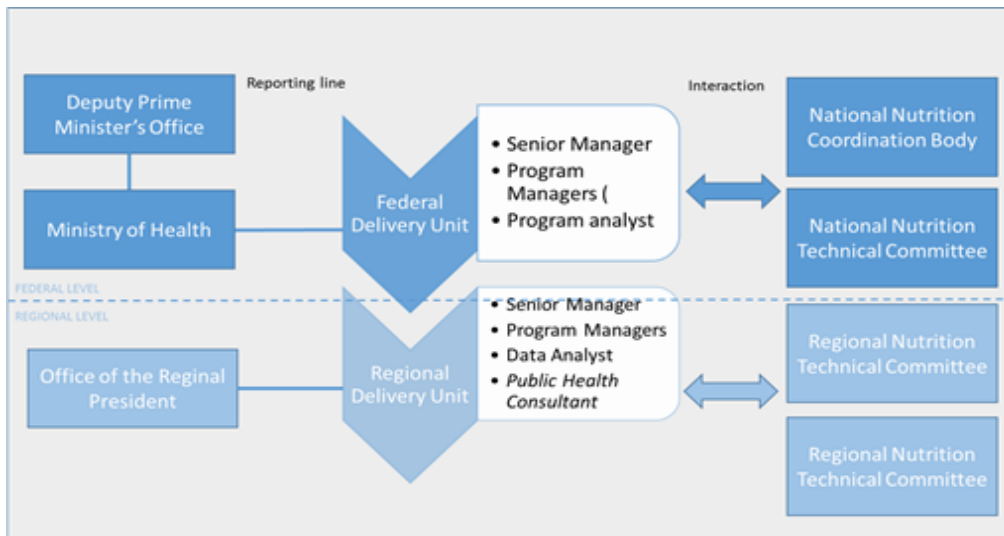 Reporting line
Interaction
Deputy Prime
Minister's Office
Ministry of Health
Federal
Delivery Unit
• Senior Manager
• Program
Managers (
• Program analyst
National Nutrition
Coordination Body
National Nutrition
Technical Committee
FEDERAL LEVEL
REGIONAL LEVEL
Office of the Reginal
President
Regional
Delivery Unit
• Senior Manager
• Program Managers
• Data Analyst
• Public Health
Consultant
Regional Nutrition
Technical Committee
Regional Nutrition
Technical Committee